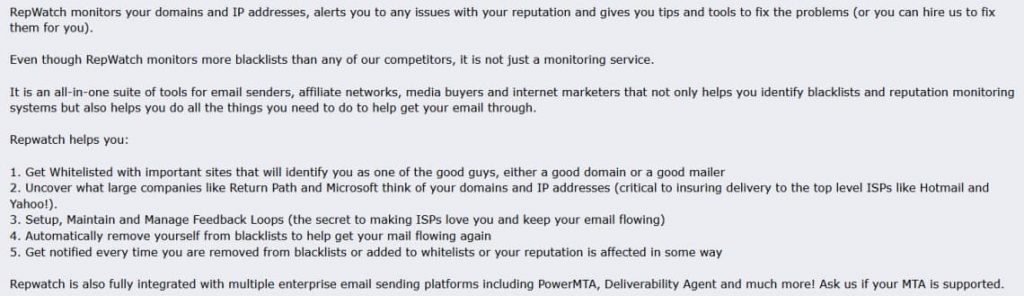 RepWatch monitors your domains and IP addresses, alerts you to any issues with your reputation and gives you tips and tools to fix the problems (or you can hire us to fix
them for you).
Even though RepWatch monitors more blacklists than any of our competitors, it is not just a monitoring service.
It is an all-in-one suite of tools for email senders, affiliate networks, media buyers and internet marketers that not only helps you identify blacklists and reputation monitoring
systems but also helps you do all the things you need to do to help get your email through.
Repwatch helps you:
1. Get Whitelisted with important sites that will identify you as one of the good guys, either a good domain or a good mailer
2. Uncover what large companies like Return Path and Microsoft think of your domains and IP addresses (critical to insuring delivery to the top level ISPs like Hotmail and
Yahoo!).
3. Setup, Maintain and Manage Feedback Loops (the secret to making ISPs love you and keep your email flowing)
4. Automatically remove yourself from blacklists to help get your mail flowing again
5. Get notified every time you are removed from blacklists or added to whitelists or your reputation is affected in some way
Repwatch is also fully integrated with multiple enterprise email sending platforms including PowerMTA, Deliverability Agent and much more! Ask us if your MTA is supported.